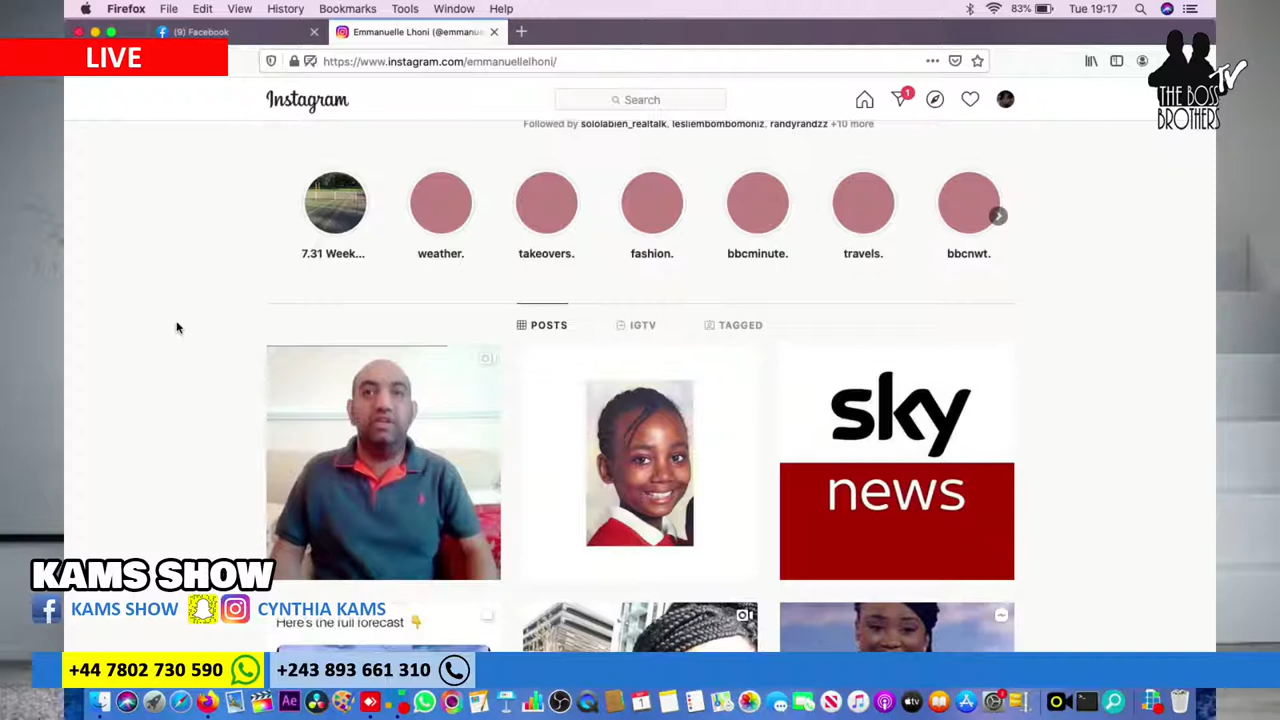 Firefox File Edit View History Bookmarks Tools Window Help
83% Tue 19:17
(9) Facebook
Emmanuelle Lhoni (@emmanu
LIVE
https://www.instagram.com/emmanuellelhoni/
Instagram
Search
1
THE BOSS
BROTHERS
TV
Followed by sololabien_realtalk, lesliembombomoniz, randyrandzz +10 more
7.31 Week... weather. takeovers. fashion. bbcminute. travels. bbcnwt.
POSTS IGTV TAGGED
sky
news
KAMS SHOW
KAMS SHOW CYNTHIA KAMS
Here's the full forecast
+44 7802 730 590 +243 893 661 310
Ae
tv